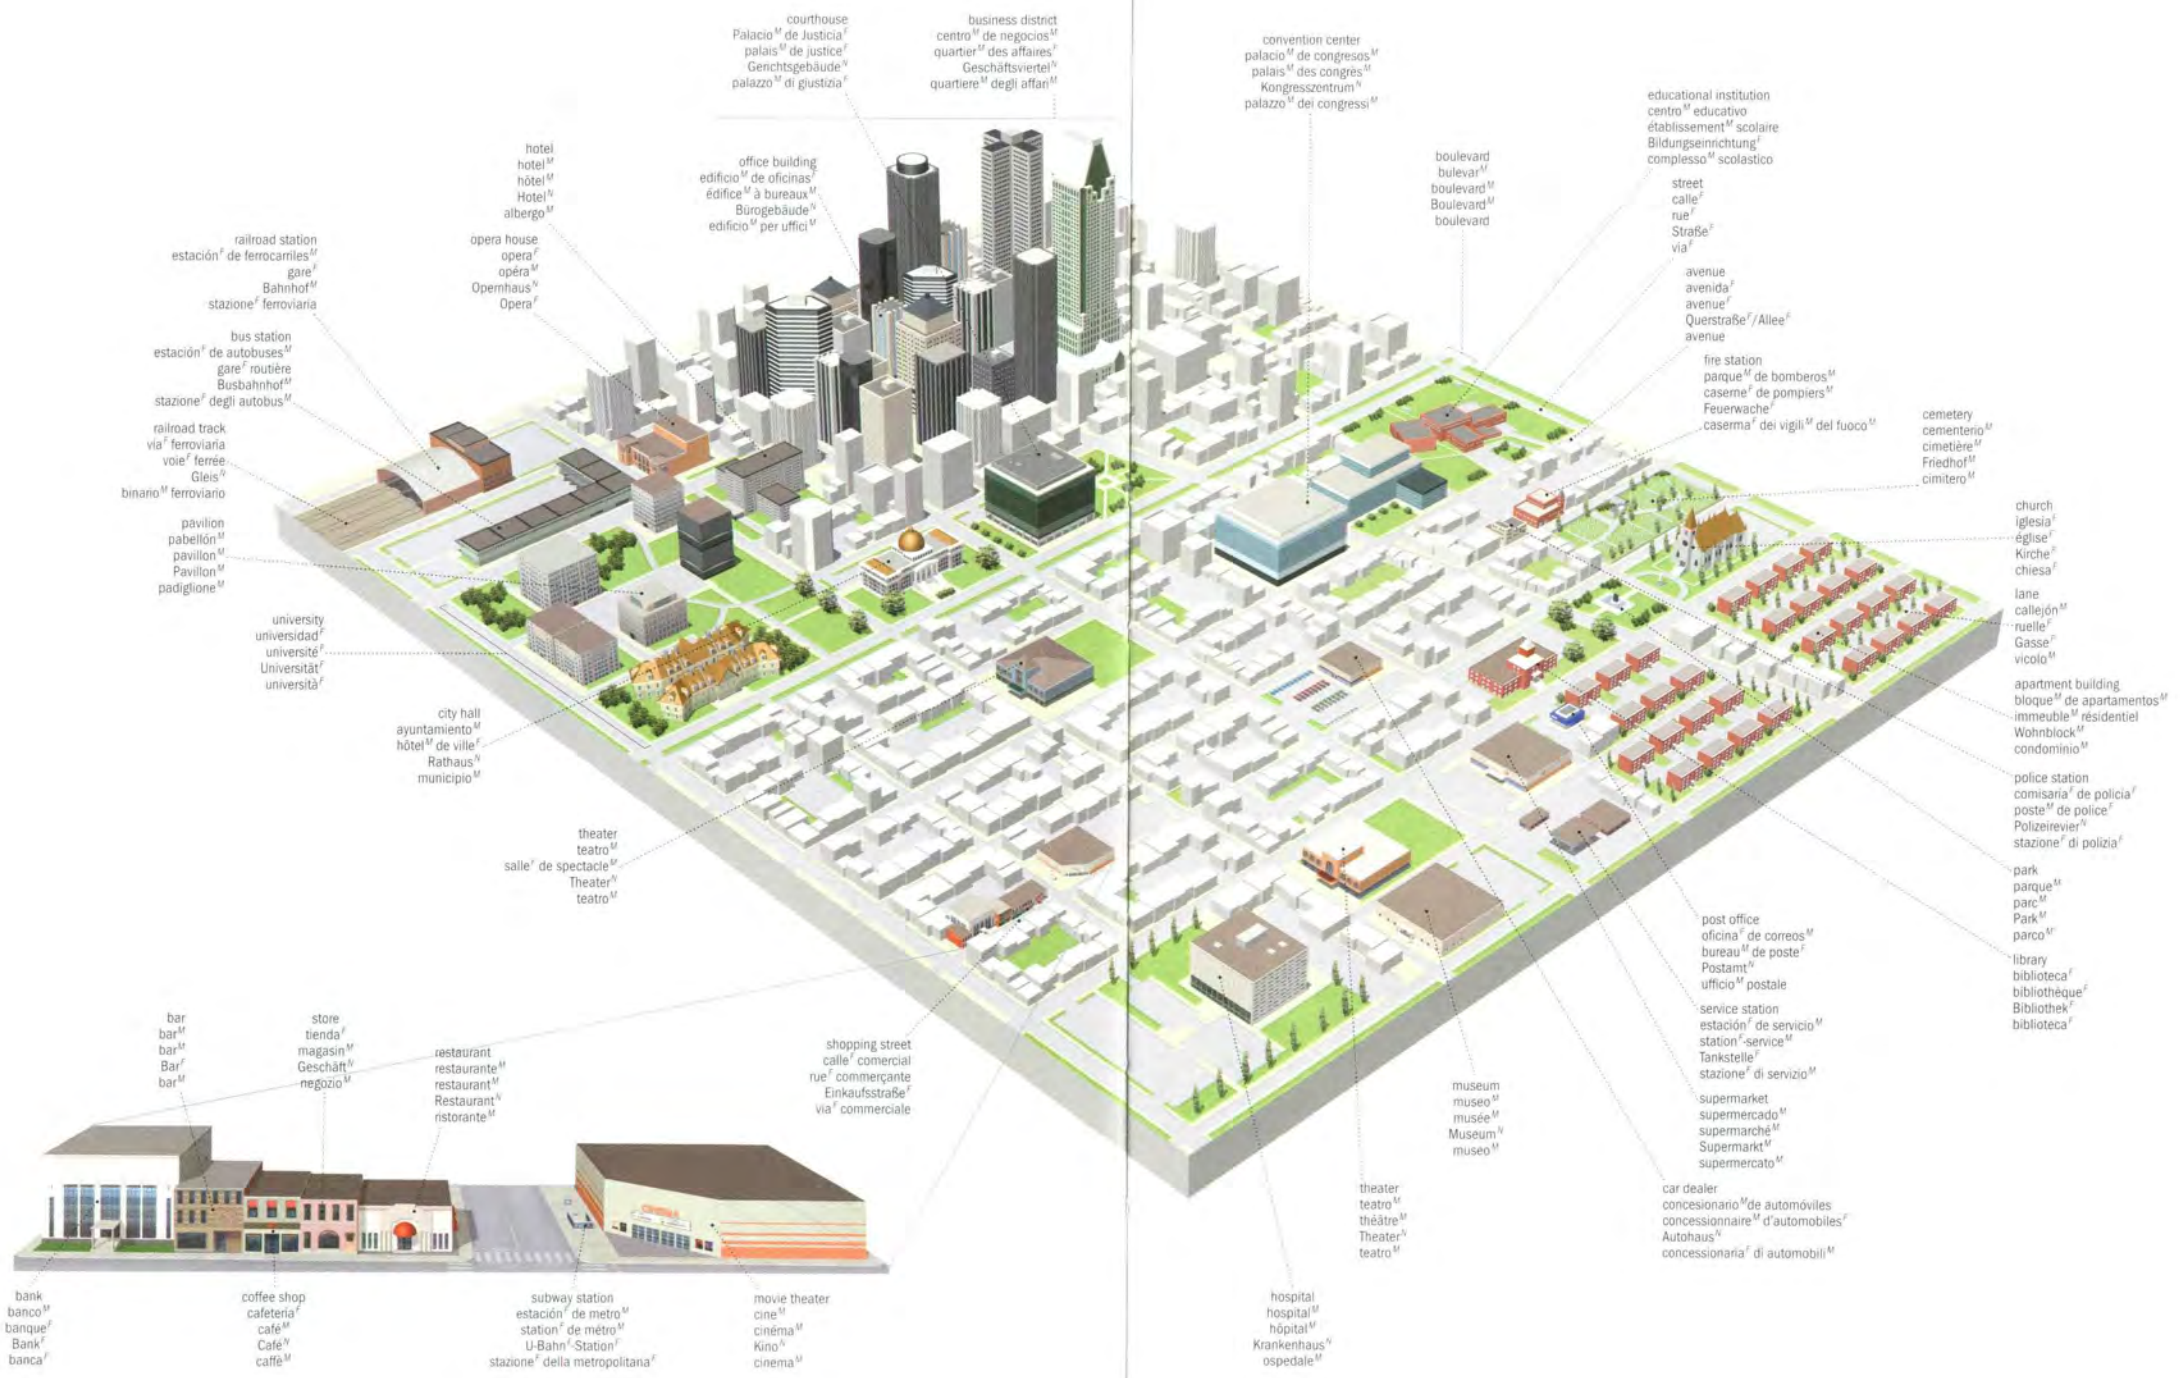 courthouse
Palacio^M de Justicia^F
palais^M de justice^F
Gerichtsgebäude^N
palazzo^M di giustizia^F
business district
centro^M de negocios^M
quartier^M des affaires^F
Geschäftsviertel^N
quartiere^M degli affari^M
convention center
palacio^M de congresos^M
palais^M des congrès^M
Kongresszentrum^N
palazzo^M dei congressi^M
educational institution
centro^M educativo
établissement^M scolaire
Bildungseinrichtung^F
complesso^M scolastico
hotel
hotel^M
hôtel^M
Hotel^N
albergo^M
office building
edificio^M de oficinas^F
édifice^M à bureaux^M
Bürogebäude^N
edificio^M per uffici^M
boulevard
bulevar^M
boulevard^M
Boulevard^M
boulevard
street
calle^F
rue^F
Straße^F
via^F
railroad station
estación^F de ferrocarriles^M
gare^F
Bahnhof^M
stazione^F ferroviaria
opera house
opera^F
opéra^M
Opernhaus^N
Opera^F
avenue
avenida^F
avenue^F
Querstraße^F/Allee^F
avenue
bus station
estación^F de autobuses^M
gare^F routière
Busbahnhof^M
stazione^F degli autobus^M
fire station
parque^M de bomberos^M
caserne^F de pompiers^M
Feuerwache^F
caserma^F dei vigili^M del fuoco^M
railroad track
vía^F ferroviaria
voie^F ferrée
Gleis^N
binario^M ferroviario
cemetery
cementerio^M
cimetière^M
Friedhof^M
cimitero^M
pavilion
pabellón^M
pavillon^M
Pavillon^M
padiglione^M
church
iglesia^F
église^F
Kirche^F
chiesa^F
university
universidad^F
université^F
Universität^F
università^F
lane
callejón^M
ruelle^F
Gasse^F
vicolo^M
city hall
ayuntamiento^M
hôtel^M de ville^F
Rathaus^N
municipio^M
apartment building
bloque^M de apartamentos^M
immeuble^M résidentiel
Wohnblock^M
condominio^M
police station
comisaría^F de policía^F
poste^M de police^F
Polizeirevier^N
stazione^F di polizia^F
theater
teatro^M
salle^F de spectacle^M
Theater^N
teatro^M
park
parque^M
parc^M
Park^M
parco^M
post office
oficina^F de correos^M
bureau^M de poste^F
Postamt^N
ufficio^M postale
library
biblioteca^F
bibliothèque^F
Bibliothek^F
biblioteca^F
service station
estación^F de servicio^M
station^F-service^M
Tankstelle^F
stazione^F di servizio^M
bar
bar^M
bar^M
Bar^F
bar^M
store
tienda^F
magasin^M
Geschäft^N
negozio^M
restaurant
restaurante^M
restaurant^M
Restaurant^N
ristorante^M
shopping street
calle^F comercial
rue^F commerçante
Einkaufsstraße^F
via^F commerciale
museum
museo^M
musée^M
Museum^N
museo^M
supermarket
supermercado^M
supermarché^M
Supermarkt^M
supermercato^M
theater
teatro^M
théâtre^M
Theater^N
teatro^M
car dealer
concesionario^M de automóviles
concessionnaire^M d'automobiles^F
Autohaus^N
concessionaria^F di automobili^M
CINEMA
bank
banco^M
banque^F
Bank^F
banca^F
coffee shop
cafetería^F
café^M
Café^N
caffè^M
subway station
estación^F de metro^M
station^F de métro^M
U-Bahn^F-Station^F
stazione^F della metropolitana^F
movie theater
cine^M
cinéma^M
Kino^N
cinema^M
hospital
hospital^M
hôpital^M
Krankenhaus^N
ospedale^M